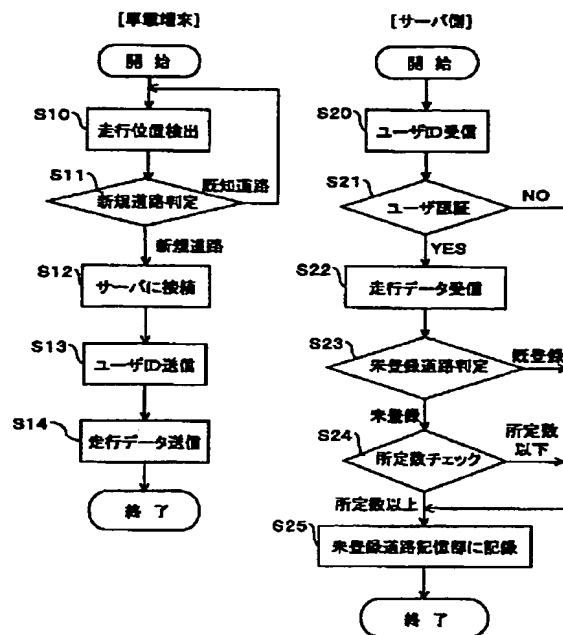 [車載端末]
開 始
S10
走行位置検出
S11
新規道路判定
既知道路
新規道路
S12
サーバに接続
S13
ユーザID送信
S14
走行データ送信
終 了
[サーバ側]
開 始
S20
ユーザID受信
S21
ユーザ認証
NO
YES
S22
走行データ受信
S23
未登録道路判定
既登録
未登録
S24
所定数チェック
所定数
以下
所定数以上
S25
未登録道路記憶部に記録
終 了